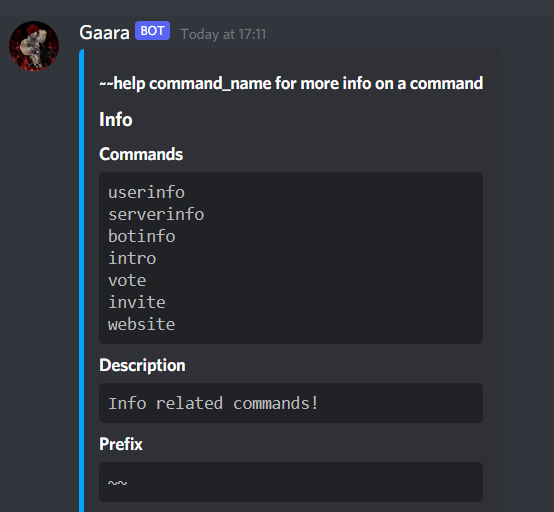 Gaara BOT Today at 17:11
~~help command_name for more info on a command
Info
Commands
userinfo
serverinfo
botinfo
intro
vote
invite
website
Description
Info related commands!
Prefix
~~